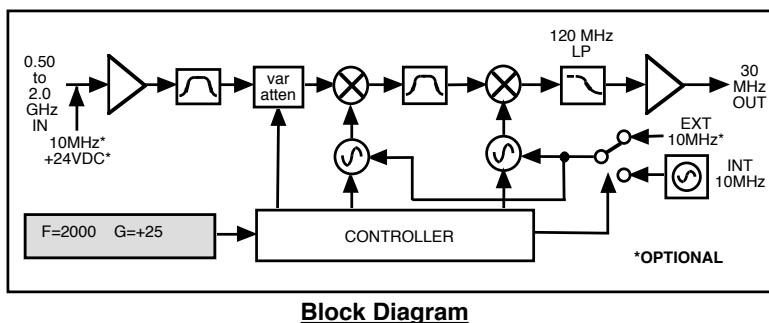 0.50
to
2.0
GHz
IN
10MHz*
+24VDC*
var
atten
120 MHz
LP
30
MHz
OUT
EXT
10MHz*
INT
10MHz
F=2000 G=+25
CONTROLLER
*OPTIONAL
Block Diagram